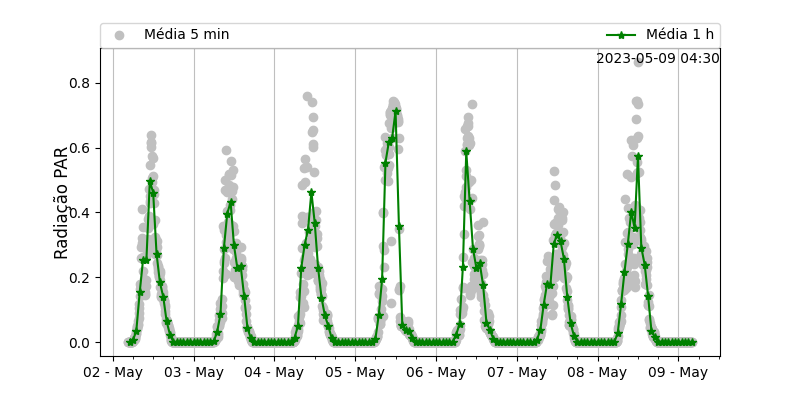 Média 5 min
Média 1 h
2023-05-09 04:30
Radiação PAR
0.8
0.6
0.4
0.2
0.0
02 - May
03 - May
04 - May
05 - May
06 - May
07 - May
08 - May
09 - May